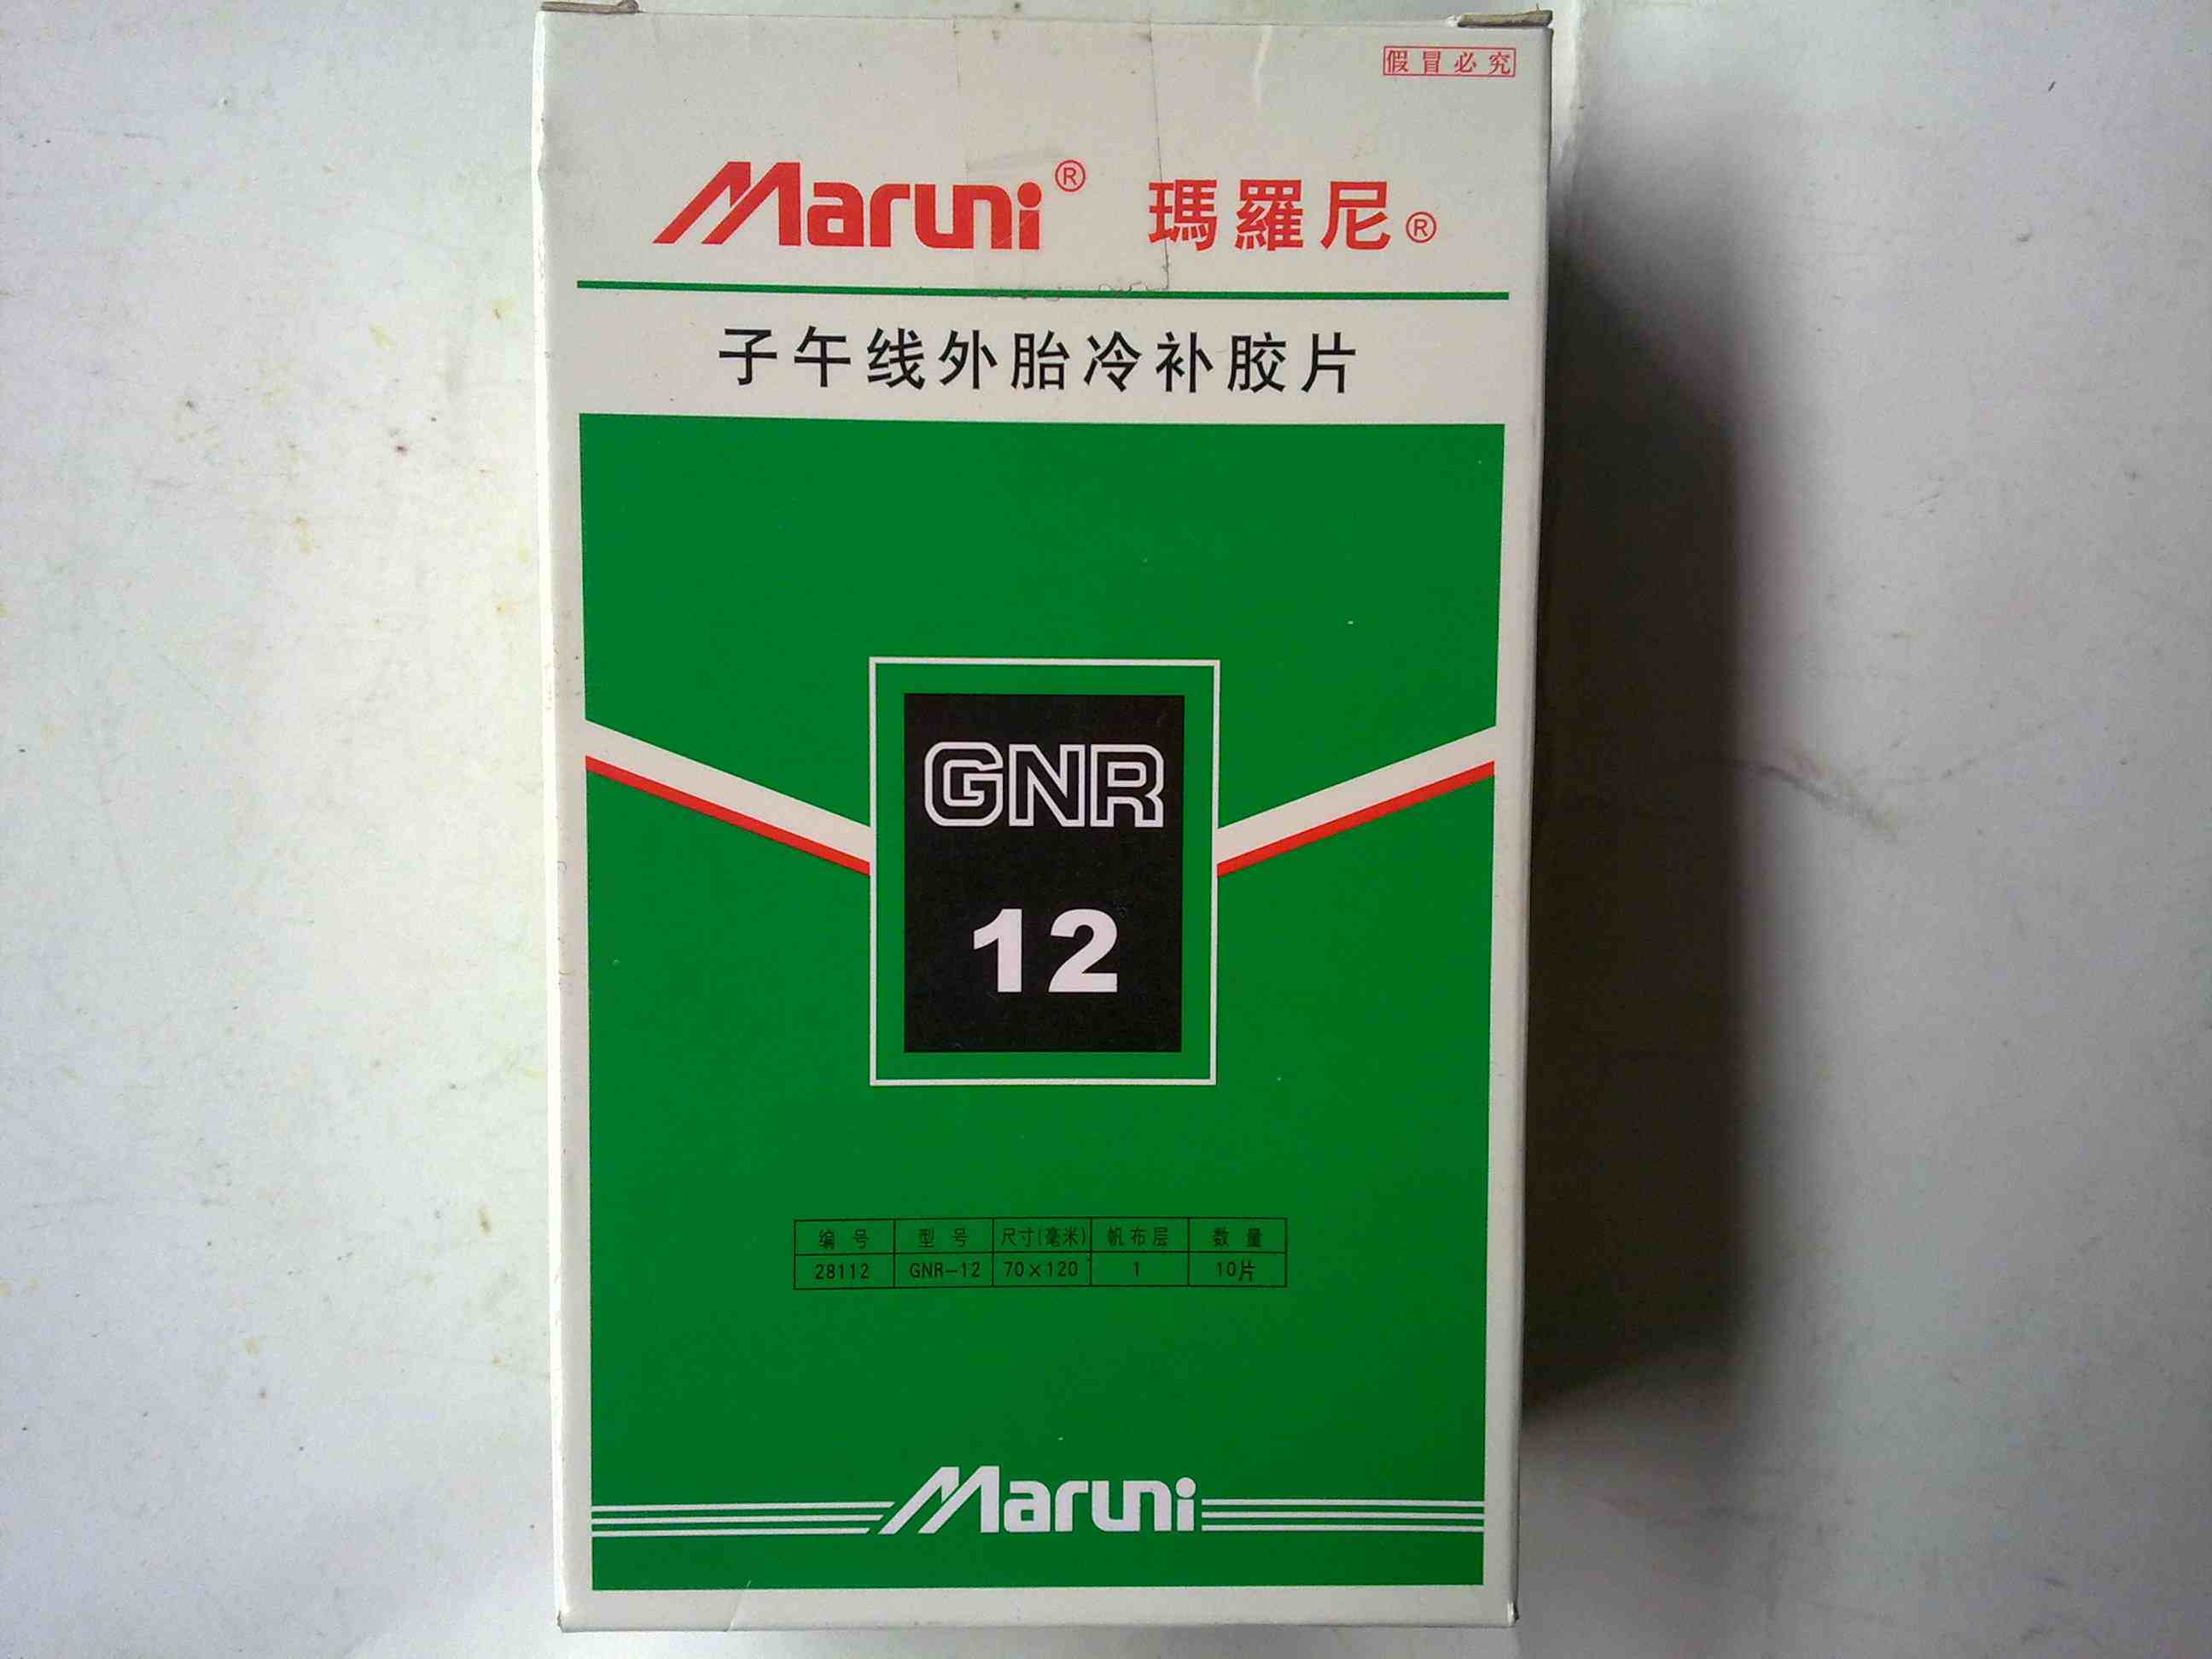 假冒必究
Maruni® 瑪羅尼®
子午线外胎冷补胶片
GNR
12
编号 型号 尺寸(毫米) 帆布层 数量
28112 GNR-12 70×120 1 10片
Maruni